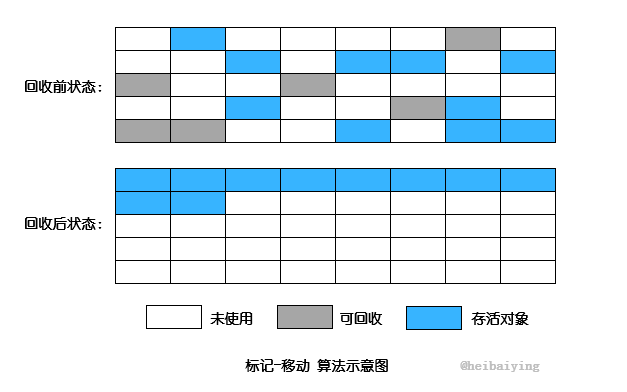 回收前状态：
回收后状态：
未使用 可回收 存活对象
标记-移动 算法示意图
@heibaiying